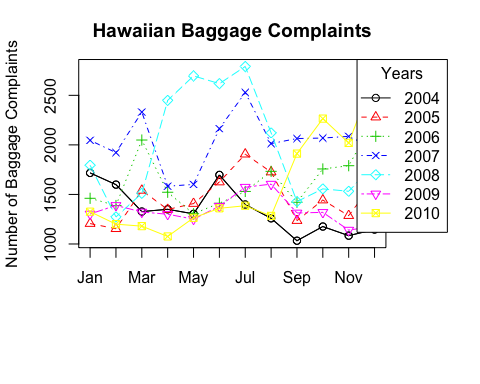 Hawaiian Baggage Complaints
Number of Baggage Complaints
2500
2000
1500
1000
Jan Mar May Jul Sep Nov
Years
2004
2005
2006
2007
2008
2009
2010